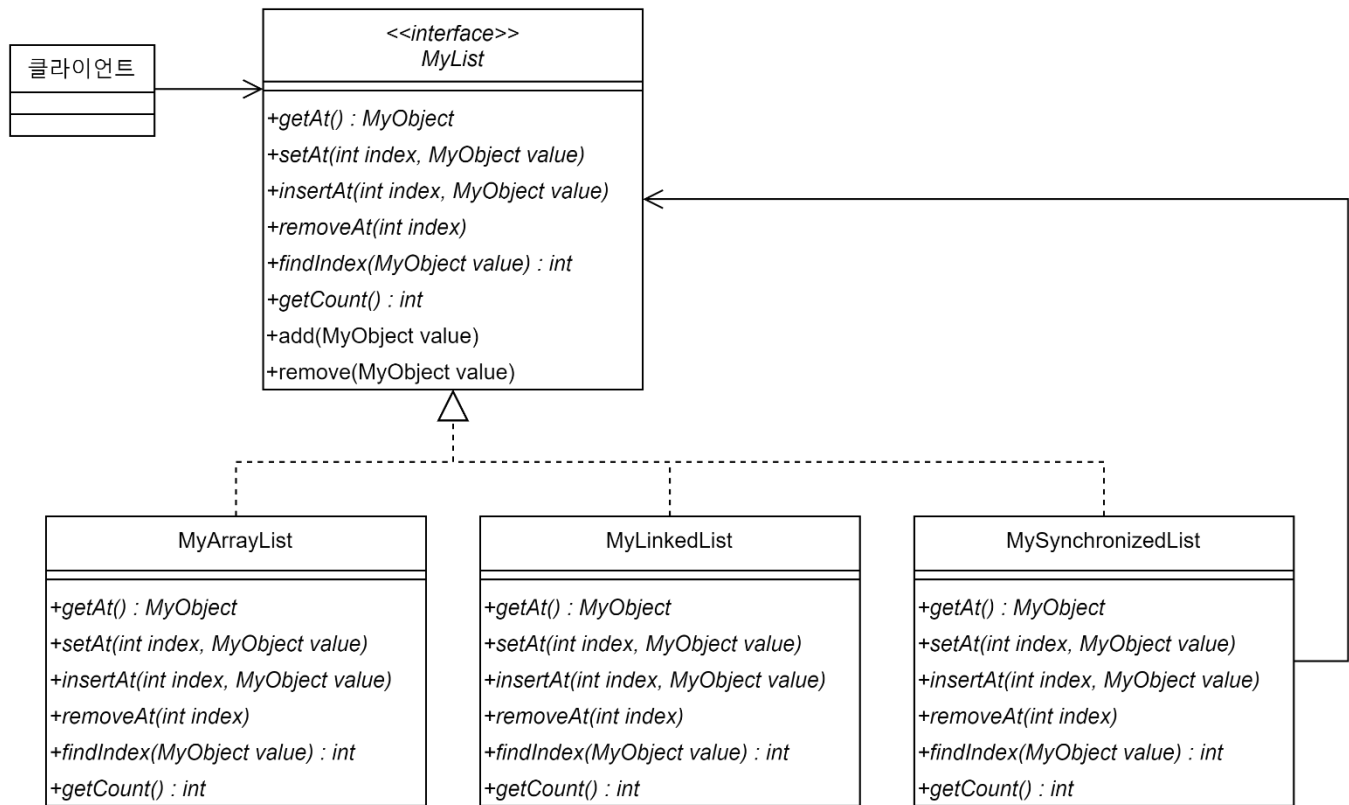 클라이언트
<<interface>>
MyList
+getAt() : MyObject
+setAt(int index, MyObject value)
+insertAt(int index, MyObject value)
+removeAt(int index)
+findIndex(MyObject value) : int
+getCount() : int
+add(MyObject value)
+remove(MyObject value)
MyArrayList
+getAt() : MyObject
+setAt(int index, MyObject value)
+insertAt(int index, MyObject value)
+removeAt(int index)
+findIndex(MyObject value) : int
+getCount() : int
MyLinkedList
+getAt() : MyObject
+setAt(int index, MyObject value)
+insertAt(int index, MyObject value)
+removeAt(int index)
+findIndex(MyObject value) : int
+getCount() : int
MySynchronizedList
+getAt() : MyObject
+setAt(int index, MyObject value)
+insertAt(int index, MyObject value)
+removeAt(int index)
+findIndex(MyObject value) : int
+getCount() : int